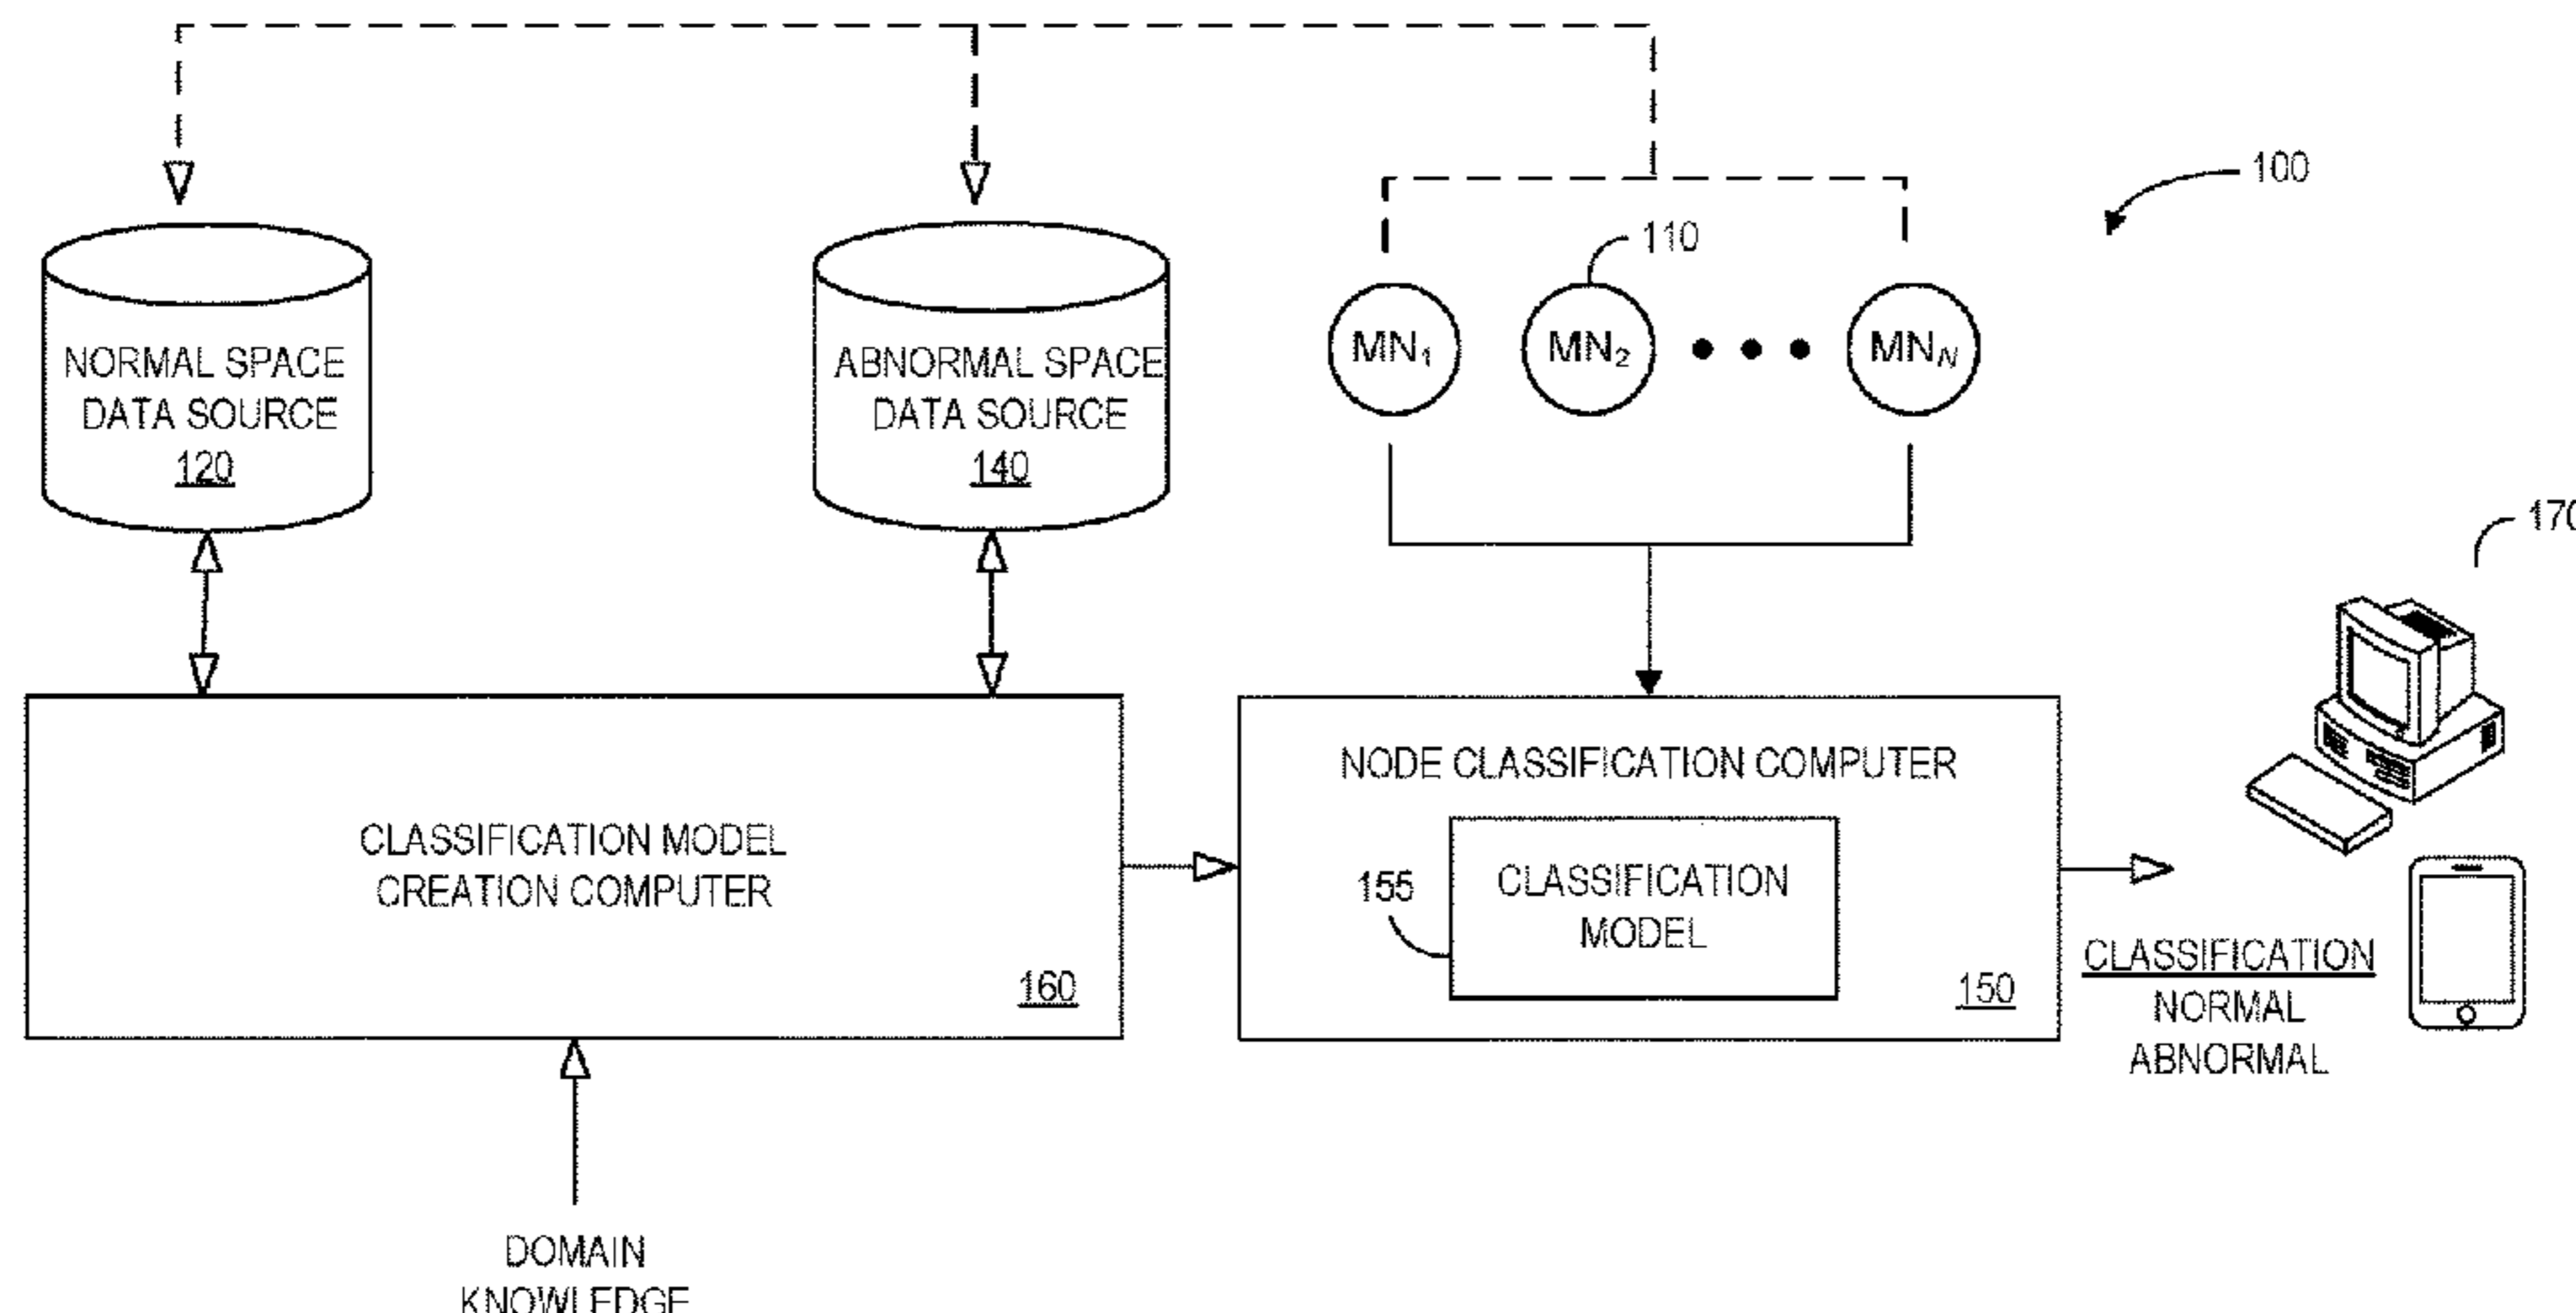 100
110
MN1
MN2
MNN
NORMAL SPACE
DATA SOURCE
120
ABNORMAL SPACE
DATA SOURCE
140
170
CLASSIFICATION MODEL
CREATION COMPUTER
160
NODE CLASSIFICATION COMPUTER
155
CLASSIFICATION
MODEL
150
CLASSIFICATION
NORMAL
ABNORMAL
DOMAIN
KNOWLEDGE